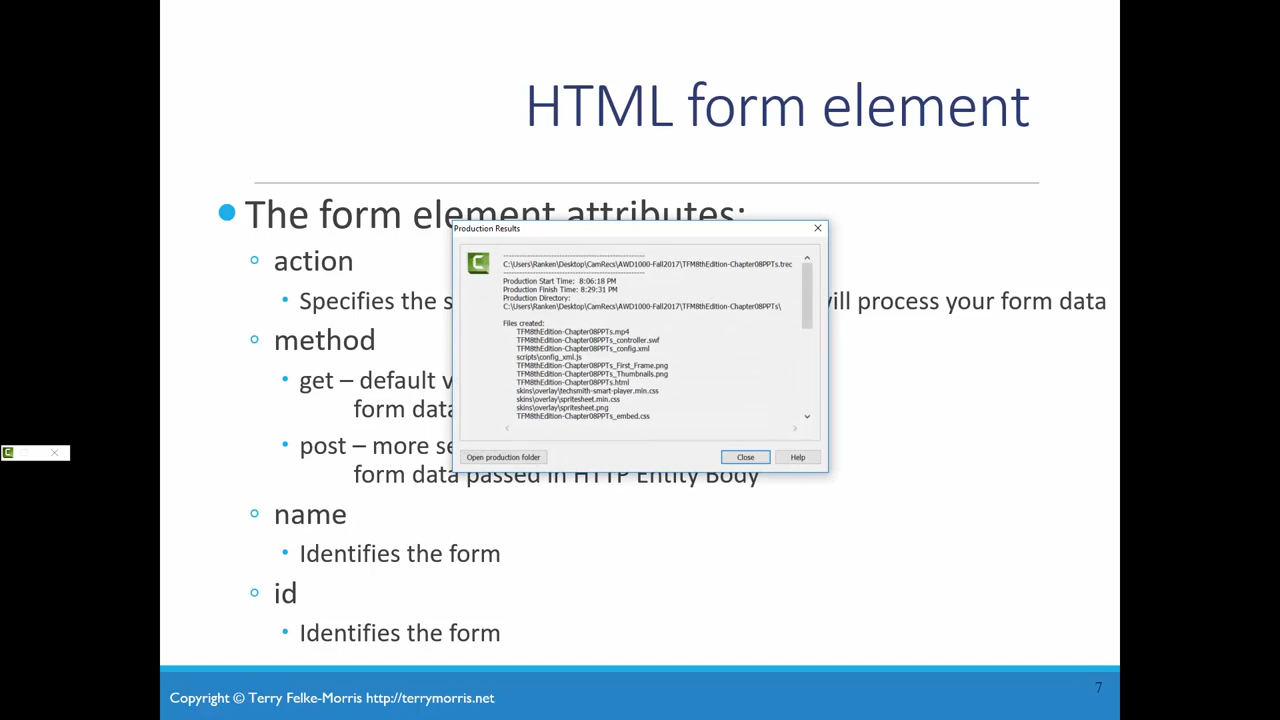 HTML form element
The form element attributes:
action
Specifies the s
will process your form data
method
get – default v
form data
post – more se
form data passed in HTTP Entity Body
name
Identifies the form
id
Identifies the form
Production Results
C:\Users\Ranken\Desktop\CamRecs\AWD1000-Fall2017\TFM8thEdition-Chapter08PPTs.trec
Production Start Time: 8:06:18 PM
Production Finish Time: 8:29:31 PM
Production Directory:
C:\Users\Ranken\Desktop\CamRecs\AWD1000-Fall2017\TFM8thEdition-Chapter08PPTs\
Files created:
TFM8thEdition-Chapter08PPTs.mp4
TFM8thEdition-Chapter08PPTs_controller.swf
TFM8thEdition-Chapter08PPTs_config.xml
scripts\config_xml.js
TFM8thEdition-Chapter08PPTs_First_Frame.png
TFM8thEdition-Chapter08PPTs_Thumbnails.png
TFM8thEdition-Chapter08PPTs.html
skins\overlay\techsmith-smart-player.min.css
skins\overlay\spritesheet.min.css
skins\overlay\spritesheet.png
TFM8thEdition-Chapter08PPTs_embed.css
Open production folder
Close
Help
Copyright © Terry Felke-Morris http://terrymorris.net
7